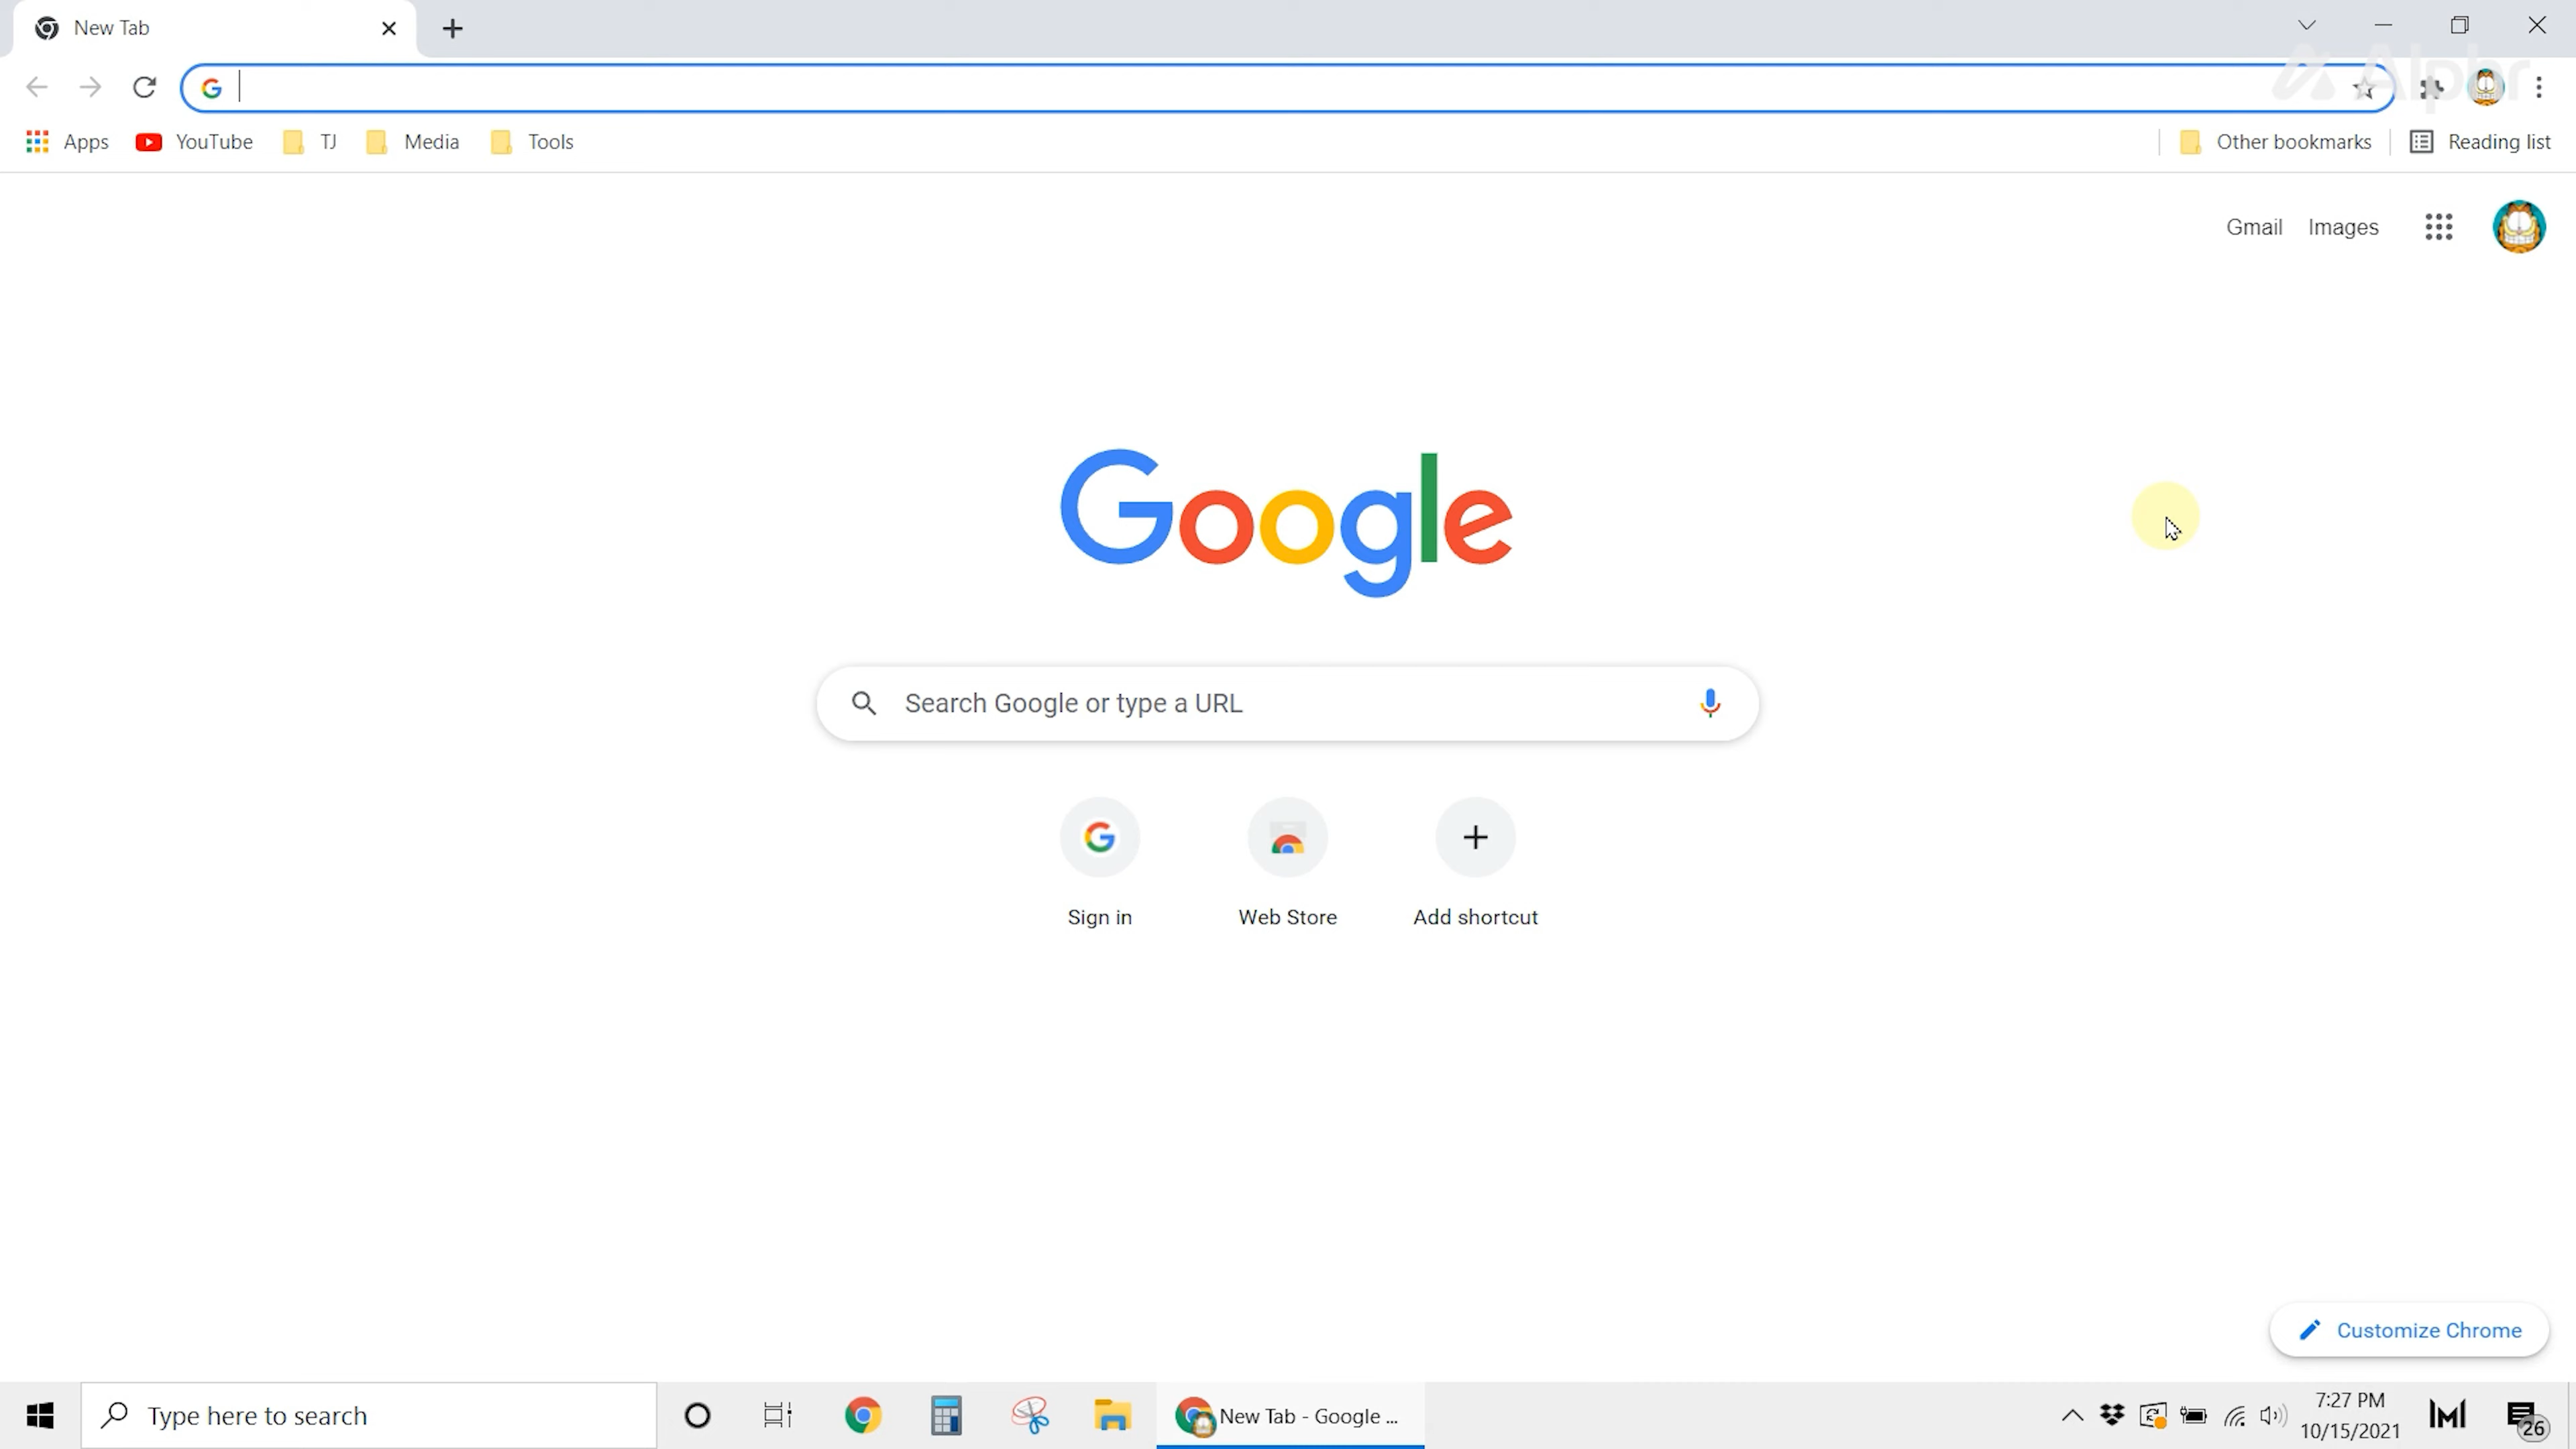 New Tab
Alphr
Apps YouTube TJ Media Tools Other bookmarks Reading list
Gmail Images
Google
Search Google or type a URL
Sign in Web Store Add shortcut
Customize Chrome
Type here to search New Tab - Google ... 7:27 PM
10/15/2021
26